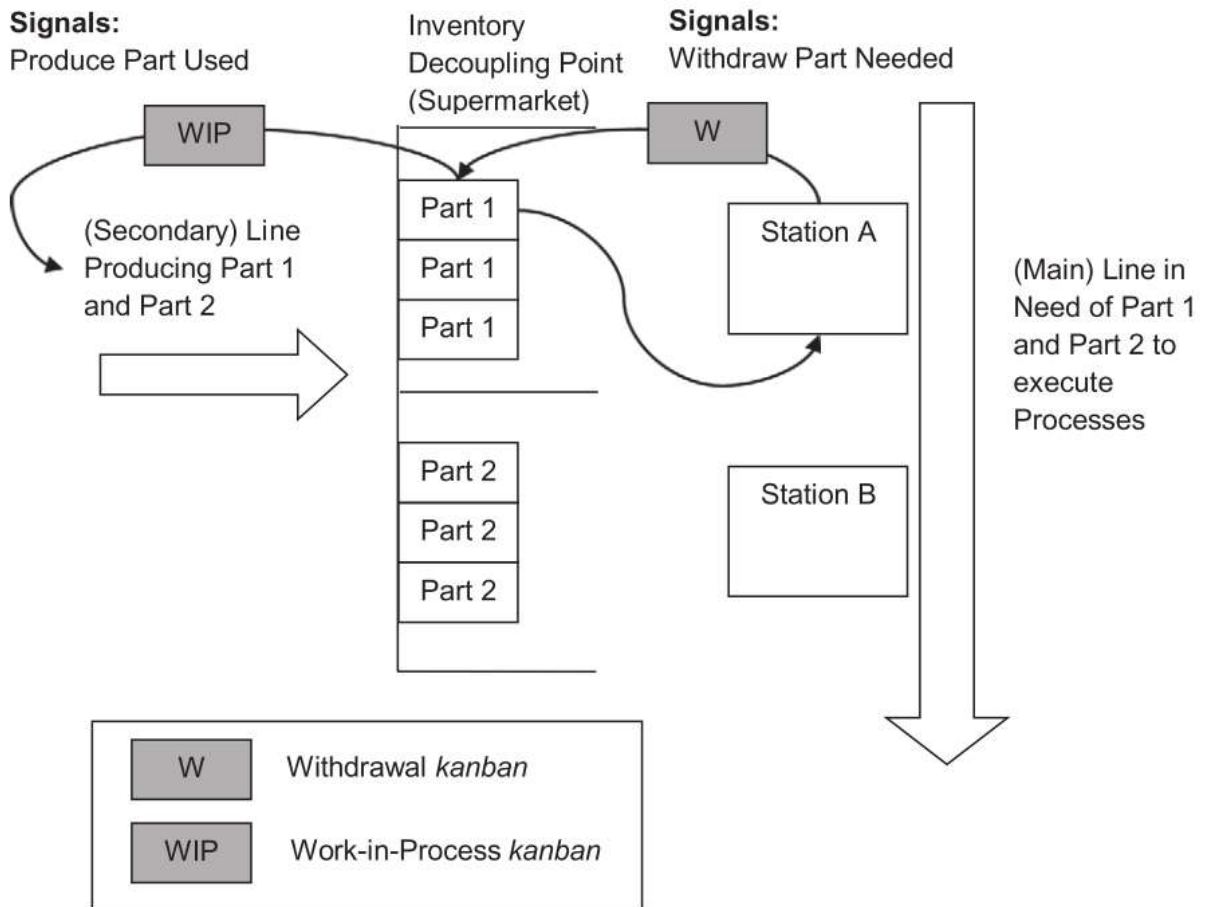 Signals:
Produce Part Used
Inventory
Decoupling Point
(Supermarket)
Signals:
Withdraw Part Needed
WIP
W
(Secondary) Line
Producing Part 1
and Part 2
Part 1
Part 1
Part 1
Station A
(Main) Line in
Need of Part 1
and Part 2 to
execute
Processes
Part 2
Part 2
Part 2
Station B
W
Withdrawal kanban
WIP
Work-in-Process kanban